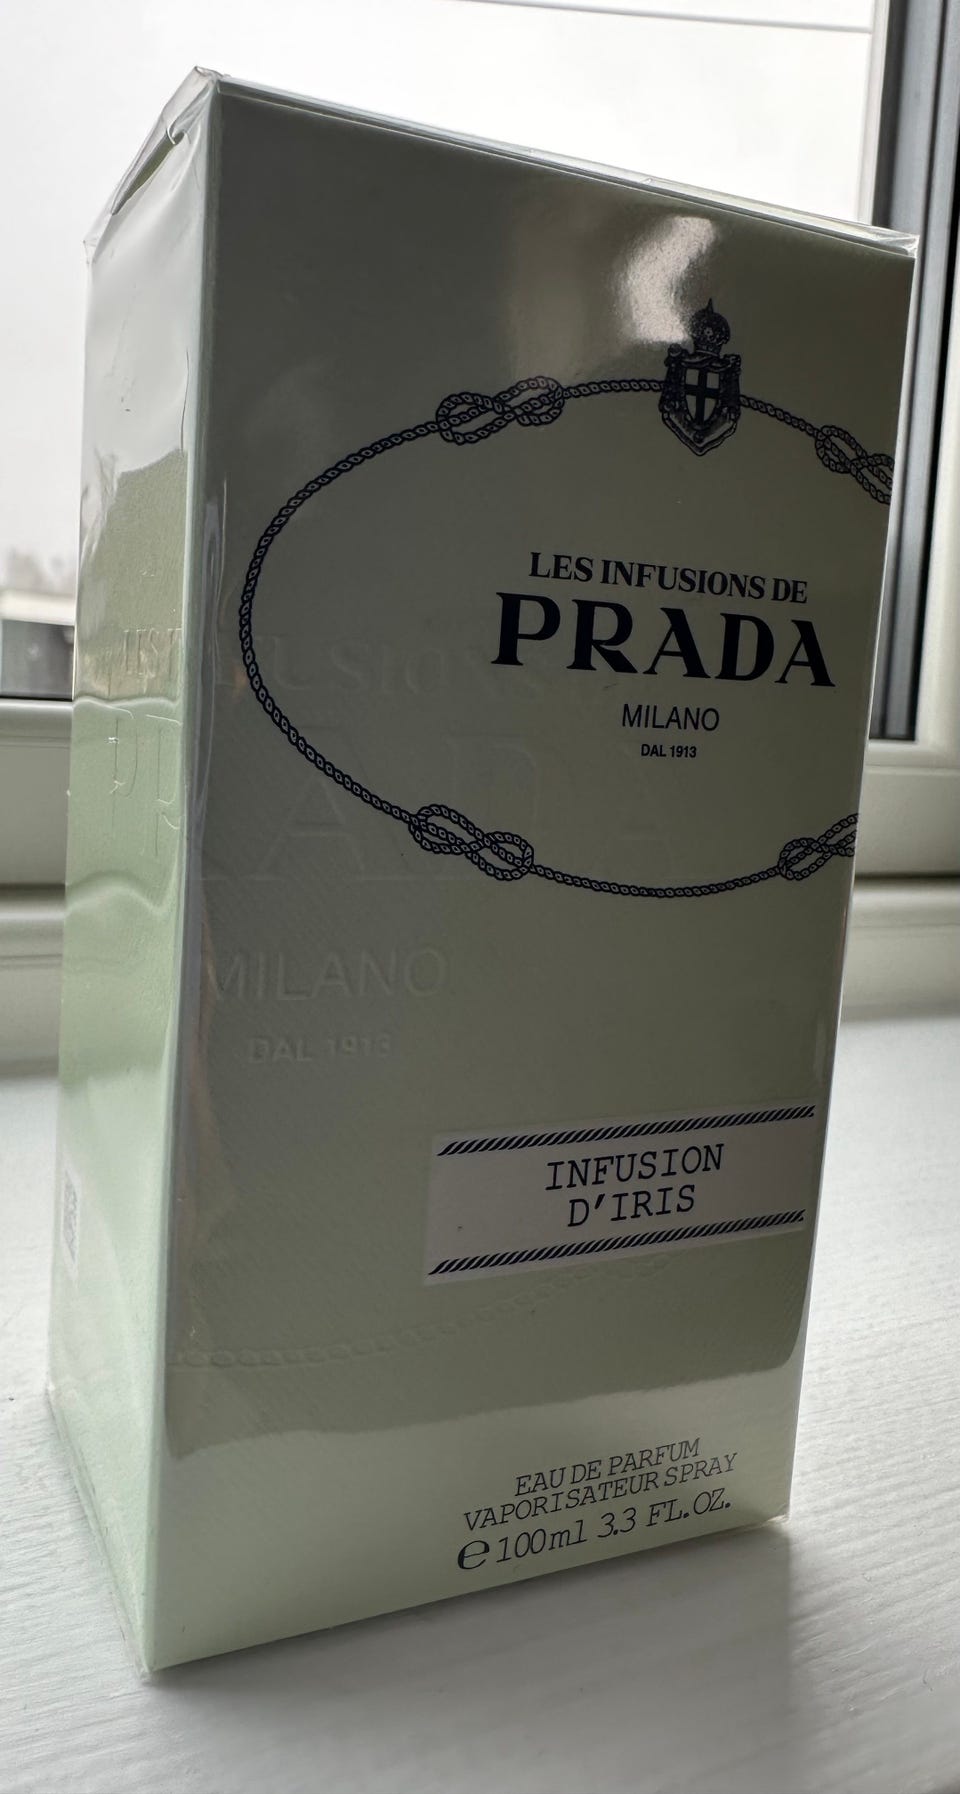 LES INFUSIONS DE
PRADA
MILANO
DAL 1913
MILANO
DAL 1913
INFUSION
D'IRIS
EAU DE PARFUM
VAPORISATEUR SPRAY
℮ 100ml 3.3 FL.OZ.